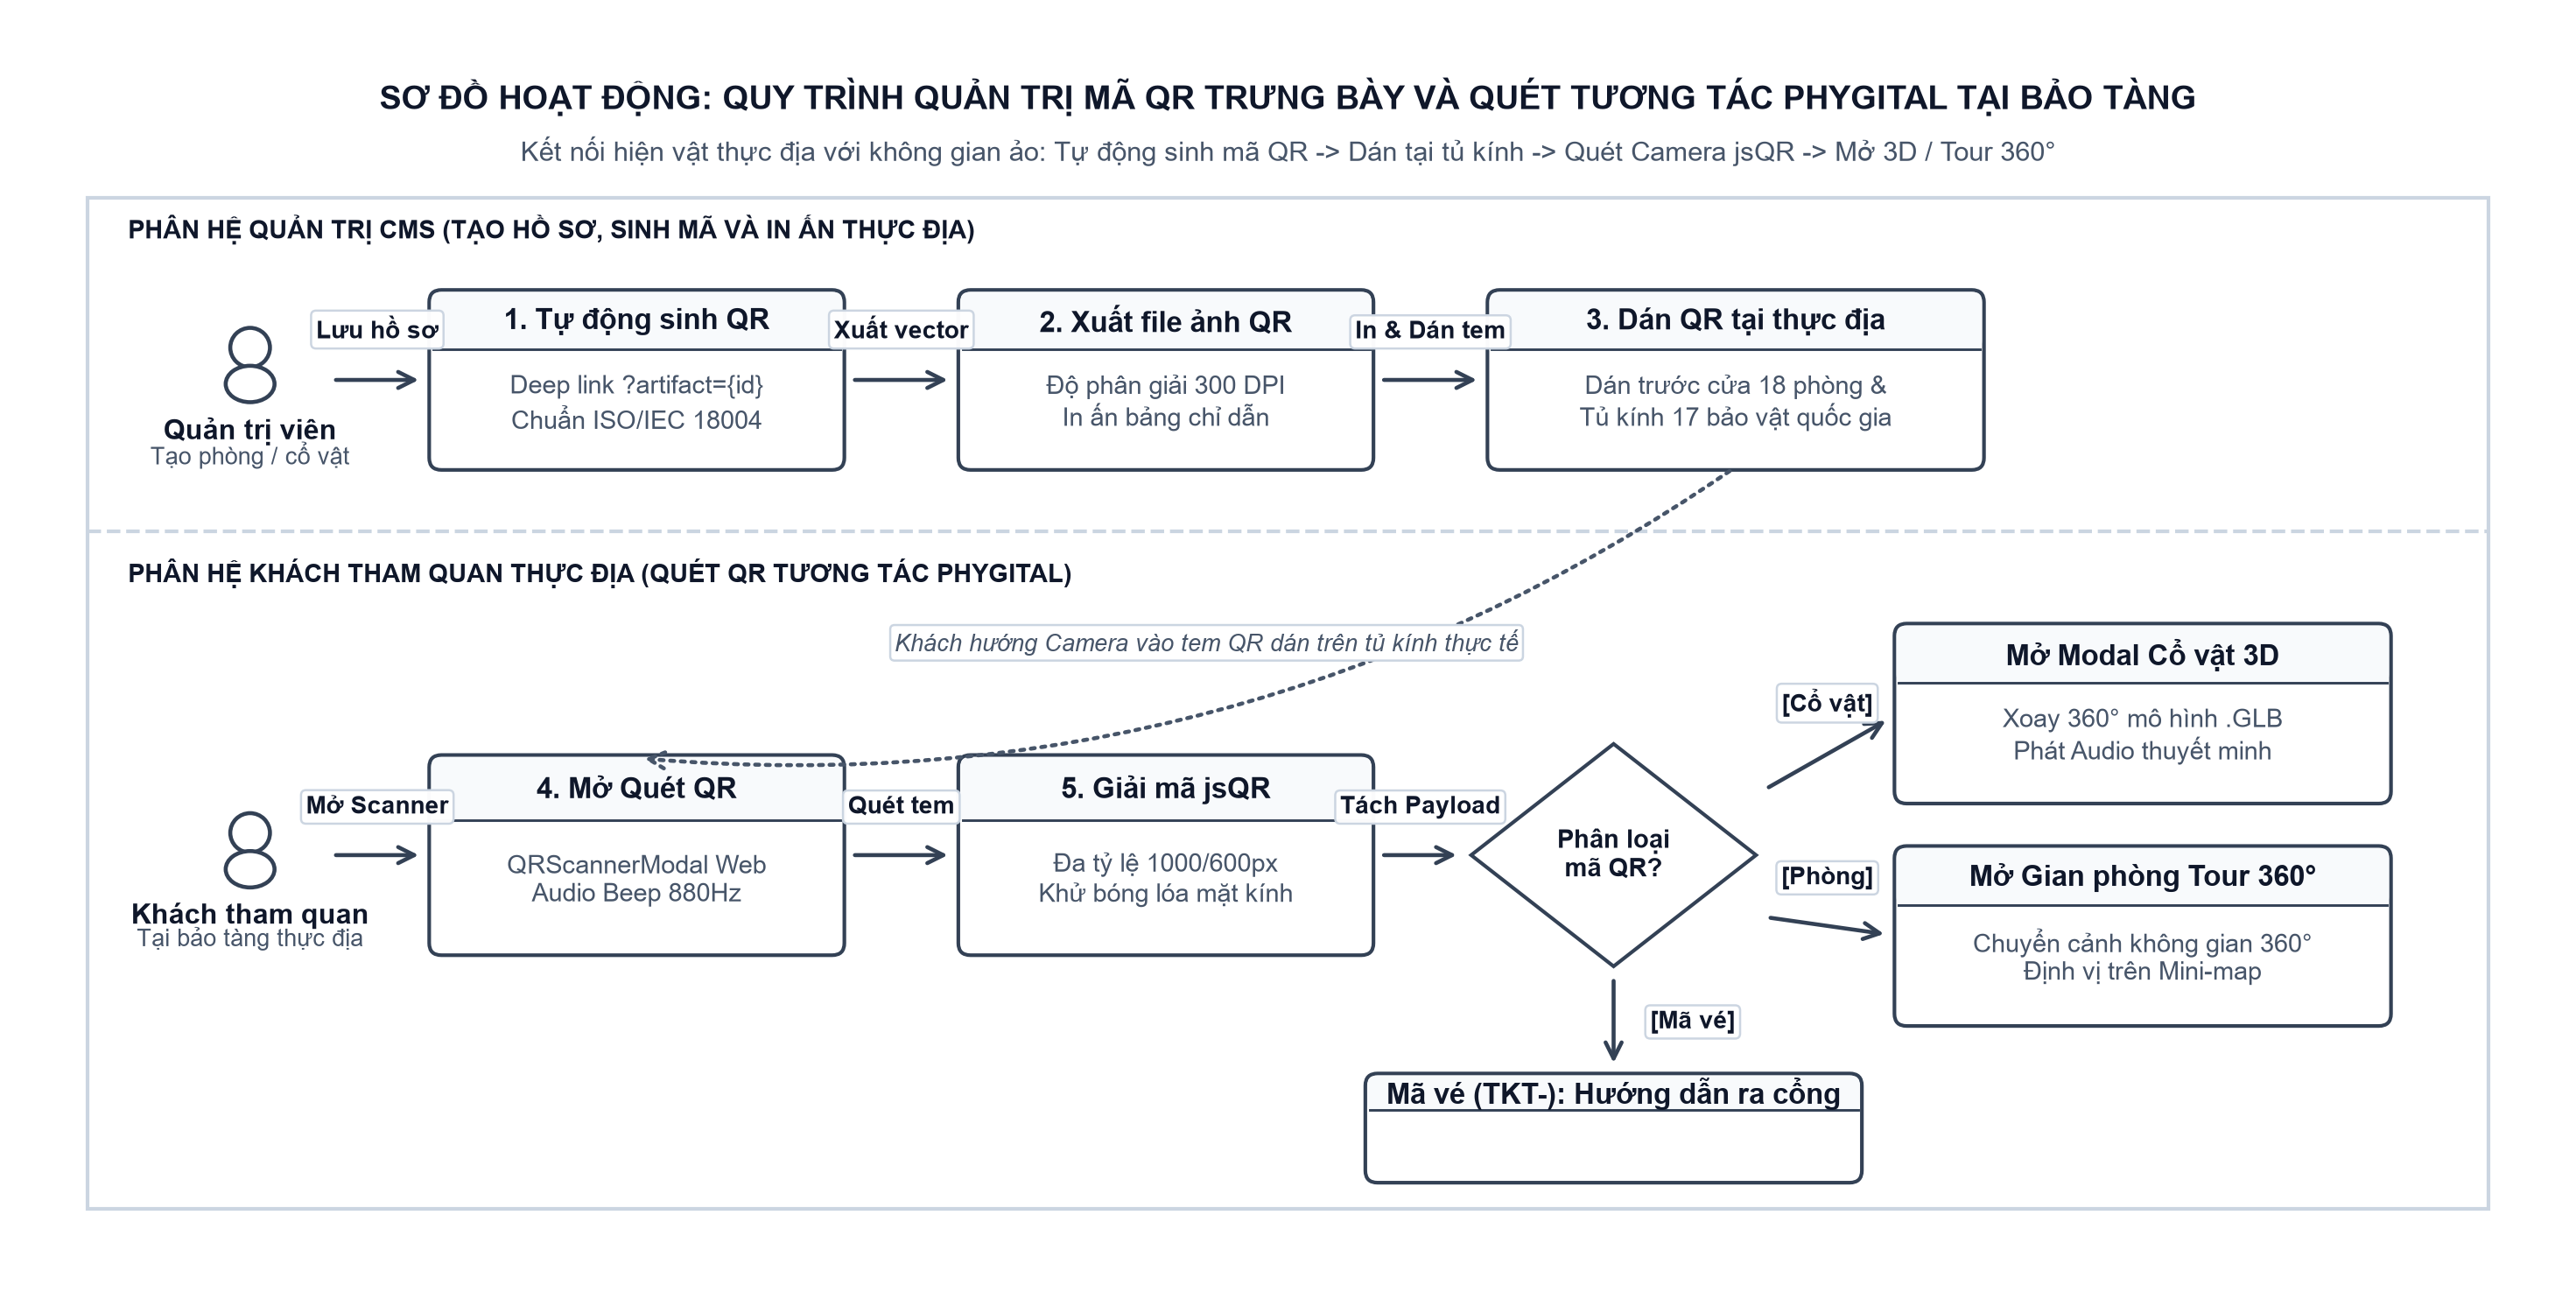 SƠ ĐỒ HOẠT ĐỘNG: QUY TRÌNH QUẢN TRỊ MÃ QR TRƯNG BÀY VÀ QUÉT TƯƠNG TÁC PHYGITAL TẠI BẢO TÀNG
Kết nối hiện vật thực địa với không gian ảo: Tự động sinh mã QR -> Dán tại tủ kính -> Quét Camera jsQR -> Mở 3D / Tour 360°
PHÂN HỆ QUẢN TRỊ CMS (TẠO HỒ SƠ, SINH MÃ VÀ IN ẤN THỰC ĐỊA)
Quản trị viên
Tạo phòng / cổ vật
Lưu hồ sơ
1. Tự động sinh QR
Deep link ?artifact={id}
Chuẩn ISO/IEC 18004
Xuất vector
2. Xuất file ảnh QR
Độ phân giải 300 DPI
In ấn bảng chỉ dẫn
In & Dán tem
3. Dán QR tại thực địa
Dán trước cửa 18 phòng &
Tủ kính 17 bảo vật quốc gia
PHÂN HỆ KHÁCH THAM QUAN THỰC ĐỊA (QUÉT QR TƯƠNG TÁC PHYGITAL)
Khách hướng Camera vào tem QR dán trên tủ kính thực tế
Khách tham quan
Tại bảo tàng thực địa
Mở Scanner
4. Mở Quét QR
QRScannerModal Web
Audio Beep 880Hz
Quét tem
5. Giải mã jsQR
Đa tỷ lệ 1000/600px
Khử bóng lóa mặt kính
Tách Payload
Phân loại
mã QR?
[Cổ vật]
Mở Modal Cổ vật 3D
Xoay 360° mô hình .GLB
Phát Audio thuyết minh
[Phòng]
Mở Gian phòng Tour 360°
Chuyển cảnh không gian 360°
Định vị trên Mini-map
[Mã vé]
Mã vé (TKT-): Hướng dẫn ra cổng